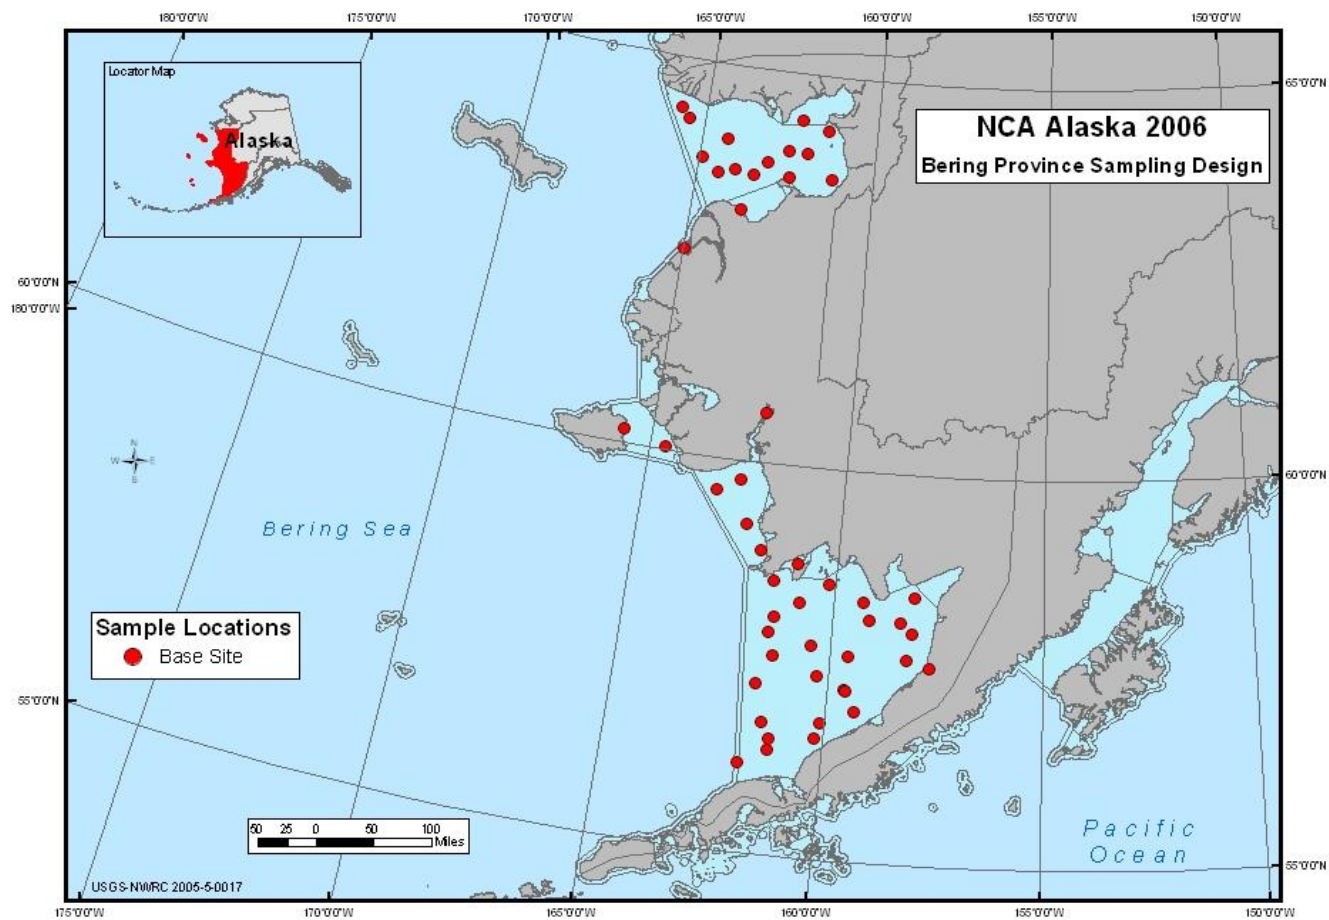 180°0'0"W 175°0'0"W 170°0'0"W 165°0'0"W 160°0'0"W 150°0'0"W
Locator Map
Alaska
65°0'0"N
NCA Alaska 2006
Bering Province Sampling Design
60°0'0"N
180°0'0"W
N
W E
S
60°0'0"N
Bering Sea
Sample Locations
Base Site
55°0'0"N
50 25 0 50 100
Miles
Pacific
Ocean
55°0'0"N
USGS-NWRC 2005-5-0017
175°0'0"W 170°0'0"W 165°0'0"W 160°0'0"W 155°0'0"W 150°0'0"W